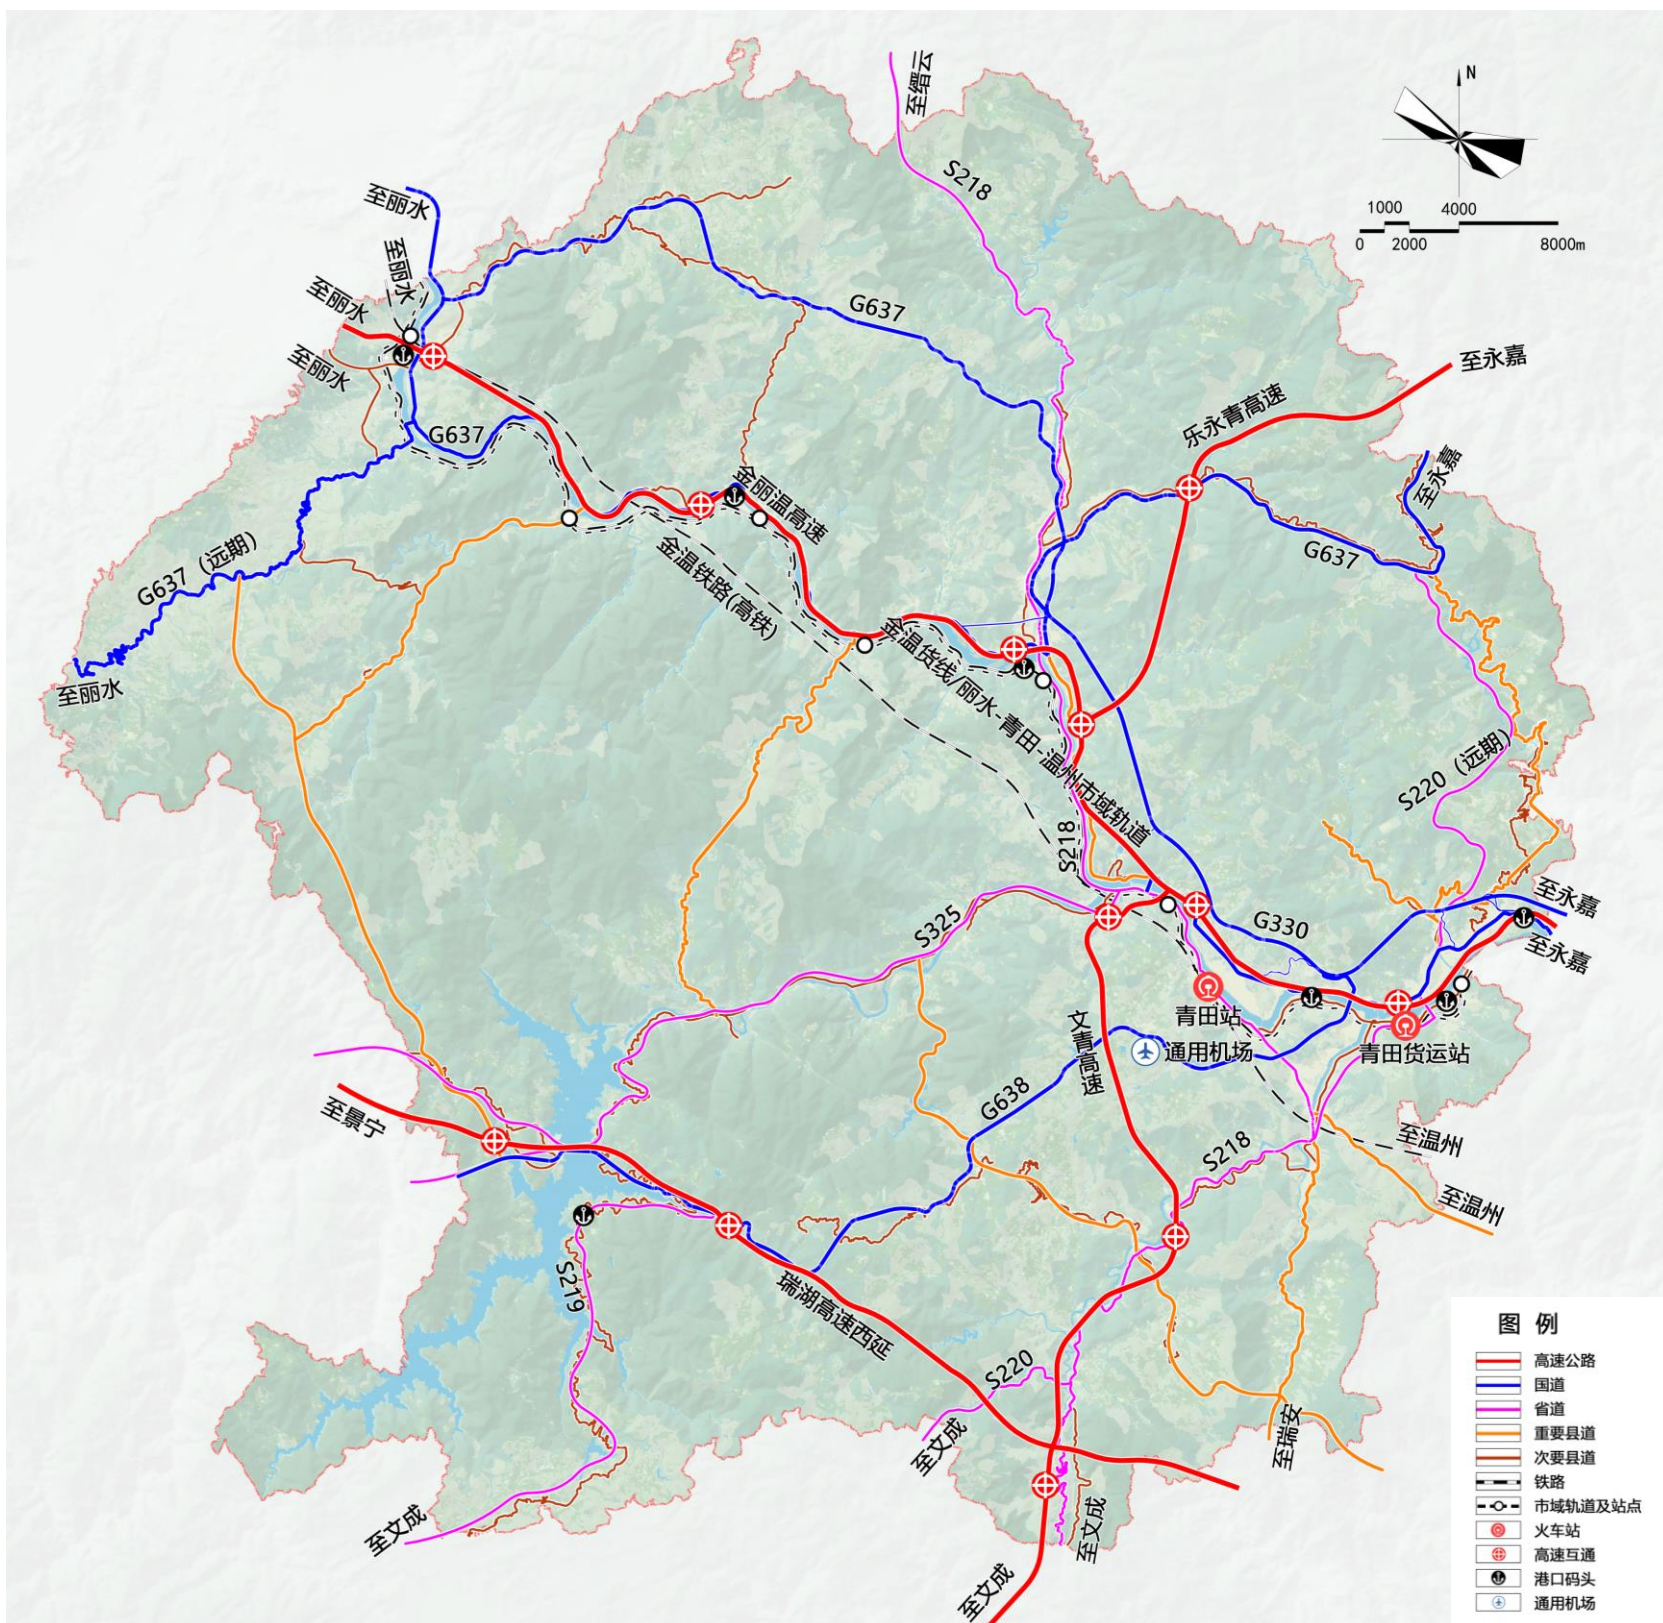 至缙云
N
S218
1000
4000
0
2000
8000m
至丽水
至丽水
至丽水
至丽水
G637
至永嘉
乐永青高速
G637
至永嘉
金丽温高速
G637
G637（远期）
金温铁路(高铁)
至丽水
金温货线/丽水-青田-温州市域轨道
S220（远期）
S218
至永嘉
S325
G330
至永嘉
青田站
文青高速
通用机场
青田货运站
G638
至景宁
S218
至温州
至温州
S219
瑞湖高速西延
S220
至文成
至瑞安
至文成
至文成
至文成
图 例
高速公路
国道
省道
重要县道
次要县道
铁路
市域轨道及站点
火车站
高速互通
港口码头
通用机场